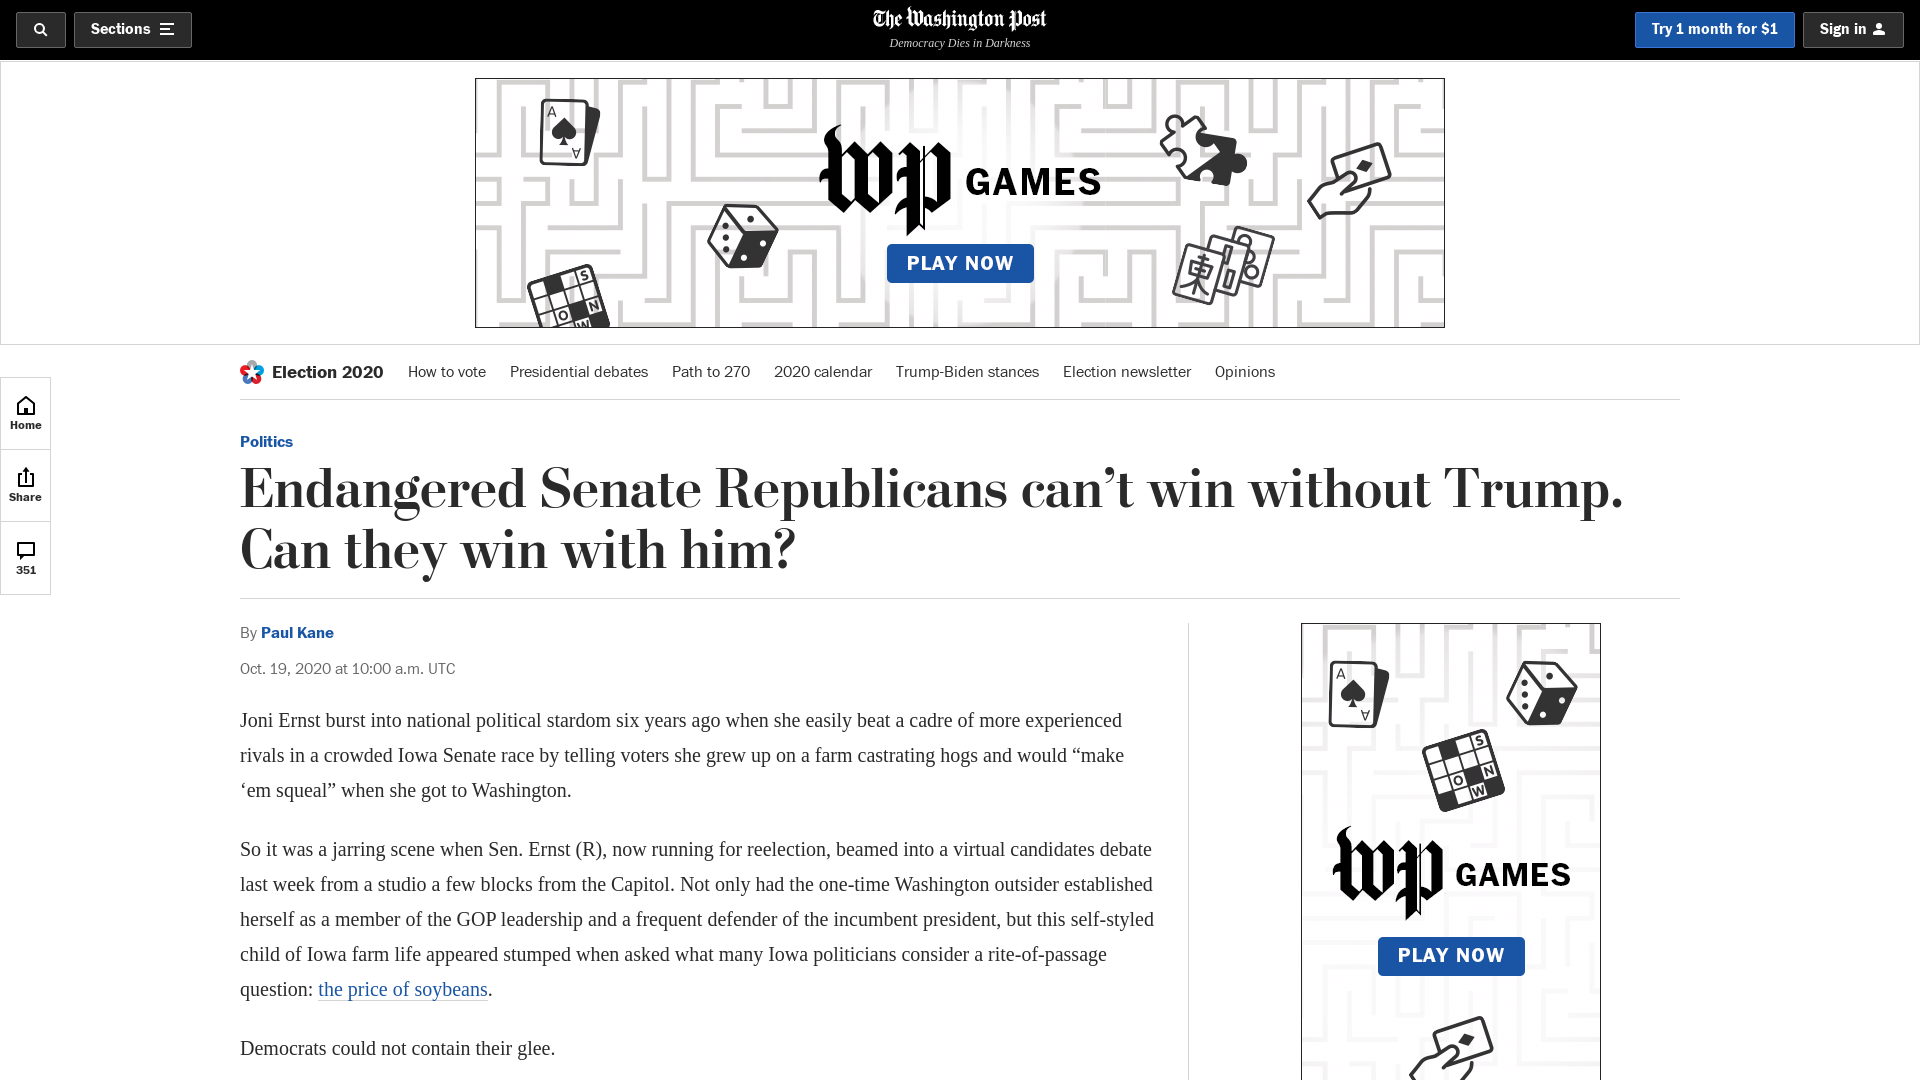 Sections
The Washington Post
Democracy Dies in Darkness
Try 1 month for $1
Sign in
A
A
S
O
N
W
wp
GAMES
東
PLAY NOW
Election 2020
How to vote
Presidential debates
Path to 270
2020 calendar
Trump-Biden stances
Election newsletter
Opinions
Home
Share
351
Politics
Endangered Senate Republicans can’t win without Trump.
Can they win with him?
By Paul Kane
Oct. 19, 2020 at 10:00 a.m. UTC
Joni Ernst burst into national political stardom six years ago when she easily beat a cadre of more experienced
rivals in a crowded Iowa Senate race by telling voters she grew up on a farm castrating hogs and would “make
‘em squeal” when she got to Washington.
So it was a jarring scene when Sen. Ernst (R), now running for reelection, beamed into a virtual candidates debate
last week from a studio a few blocks from the Capitol. Not only had the one-time Washington outsider established
herself as a member of the GOP leadership and a frequent defender of the incumbent president, but this self-styled
child of Iowa farm life appeared stumped when asked what many Iowa politicians consider a rite-of-passage
question: the price of soybeans.
Democrats could not contain their glee.
A
A
S
O
N
W
wp
GAMES
PLAY NOW